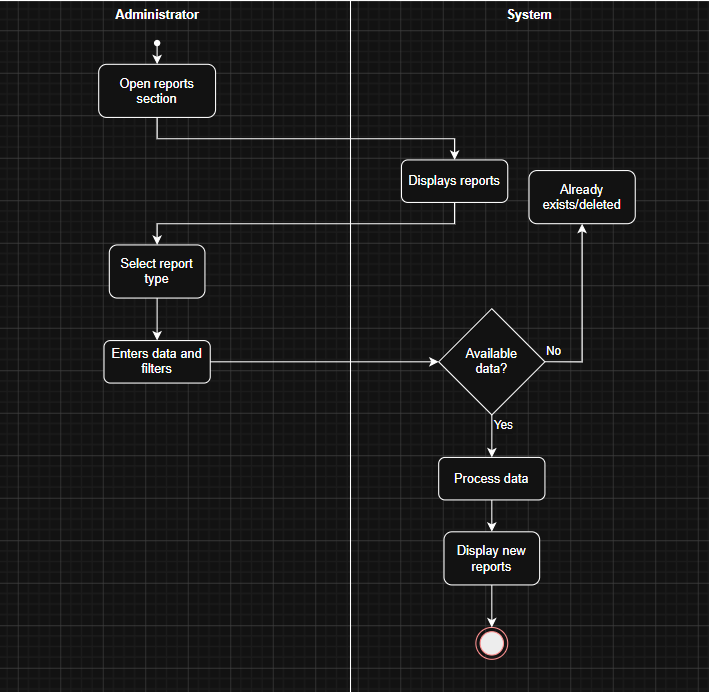 Administrator
System
Open reports
section
Displays reports
Already
exists/deleted
Select report
type
Enters data and
filters
Available
data?
No
Yes
Process data
Display new
reports